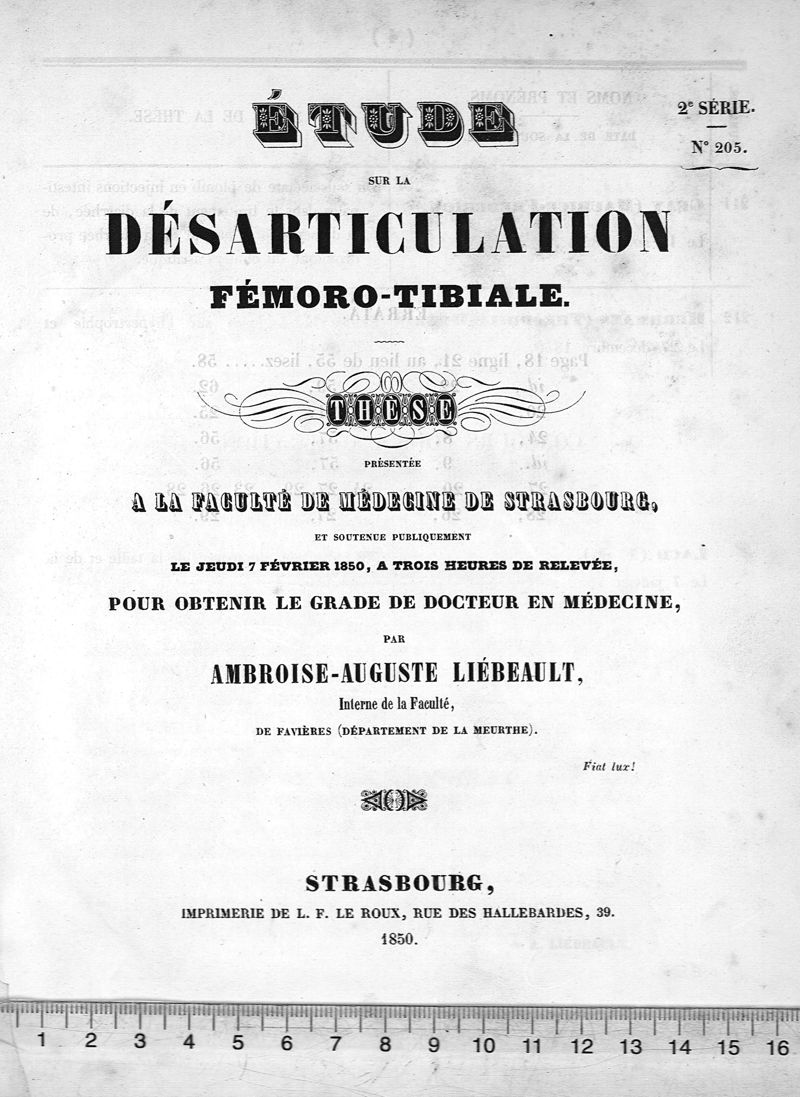 ÉTUDE
2e SÉRIE.
No 205.
SUR LA
DÉSARTICULATION
FÉMORO-TIBIALE.
THÈSE
PRÉSENTÉE
A LA FACULTÉ DE MÉDECINE DE STRASBOURG,
ET SOUTENUE PUBLIQUEMENT
LE JEUDI 7 FÉVRIER 1850, A TROIS HEURES DE RELEVÉE,
POUR OBTENIR LE GRADE DE DOCTEUR EN MÉDECINE,
PAR
AMBROISE-AUGUSTE LIÉBEAULT,
Interne de la Faculté,
DE FAVIÈRES (DÉPARTEMENT DE LA MEURTHE).
Fiat lux!
STRASBOURG,
IMPRIMERIE DE L. F. LE ROUX, RUE DES HALLEBARDES, 39.
1850.
1 2 3 4 5 6 7 8 9 10 11 12 13 14 15 16